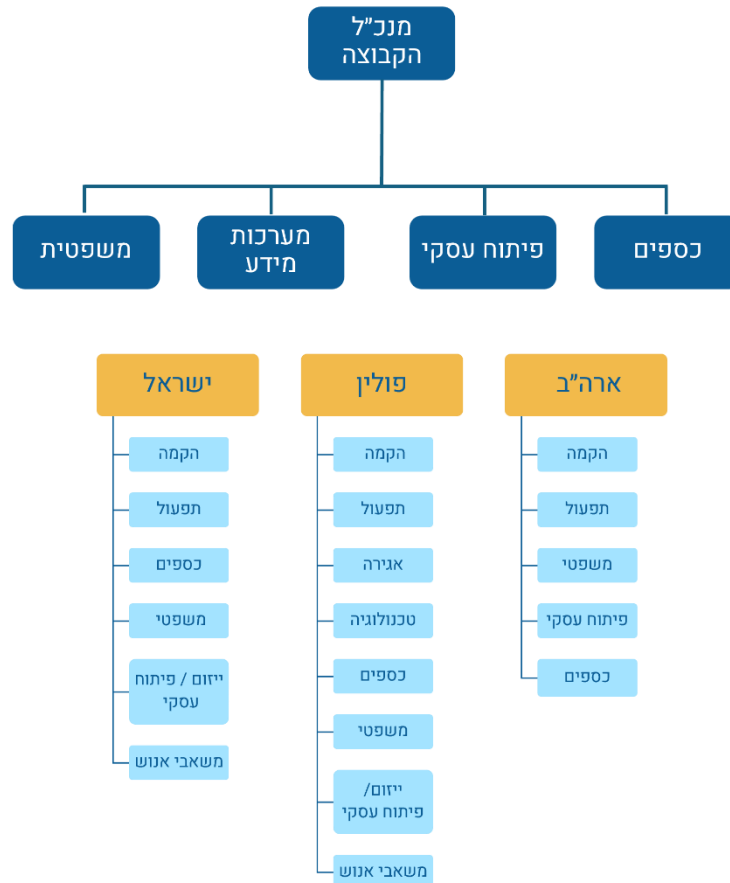 מנכ״ל
הקבוצה
כספים
פיתוח עסקי
מערכות
מידע
משפטית
ארה״ב
הקמה
תפעול
משפטי
פיתוח עסקי
כספים
פולין
הקמה
תפעול
אגירה
טכנולוגיה
כספים
משפטי
ייזום/
פיתוח עסקי
משאבי אנוש
ישראל
הקמה
תפעול
כספים
משפטי
ייזום / פיתוח
עסקי
משאבי אנוש